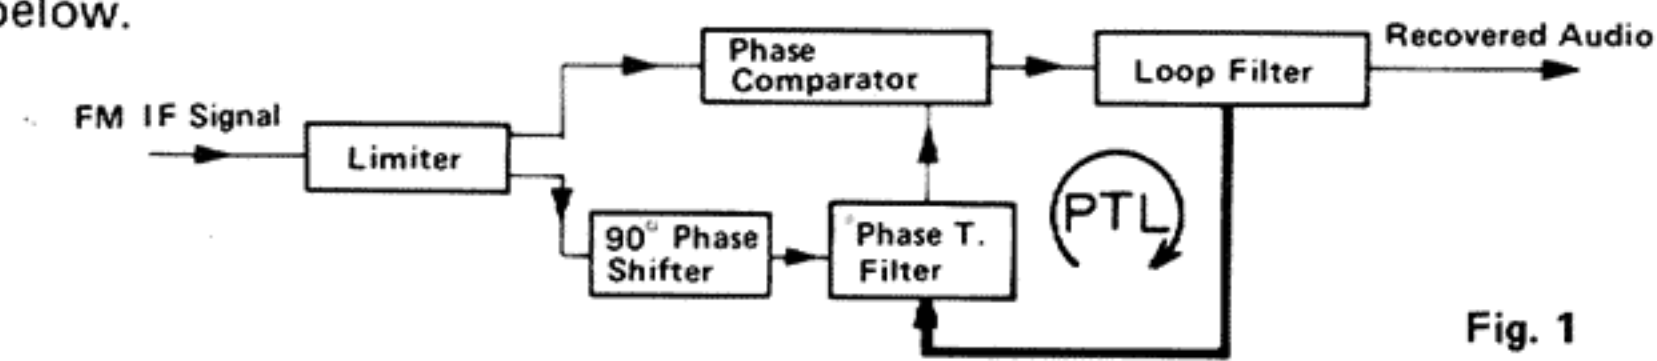 below.
Phase
Comparator
Loop Filter
Recovered Audio
FM IF Signal
Limiter
90° Phase
Shifter
Phase T.
Filter
PTL
Fig. 1